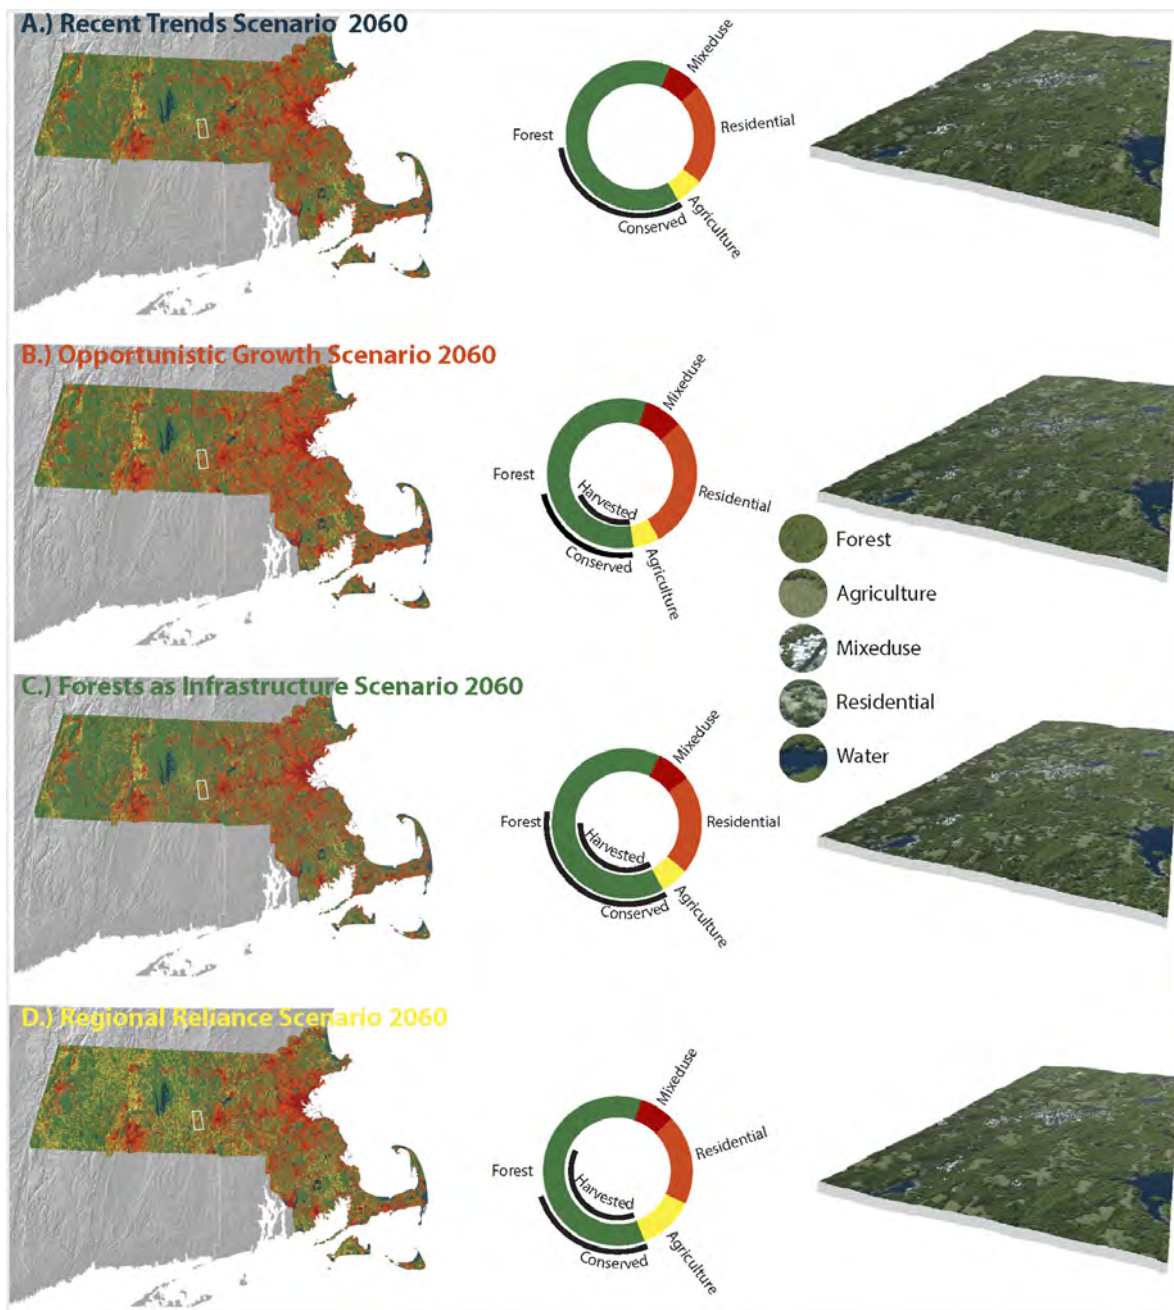 A.) Recent Trends Scenario 2060
Mixeduse
Forest
Residential
Conserved
Agriculture
B.) Opportunistic Growth Scenario 2060
Mixeduse
Forest
Harvested
Residential
Conserved
Agriculture
Forest
Agriculture
Mixeduse
Residential
Water
C.) Forests as Infrastructure Scenario 2060
Mixeduse
Forest
Harvested
Residential
Conserved
Agriculture
D.) Regional Reliance Scenario 2060
Mixeduse
Residential
Forest
Harvested
Conserved
Agriculture